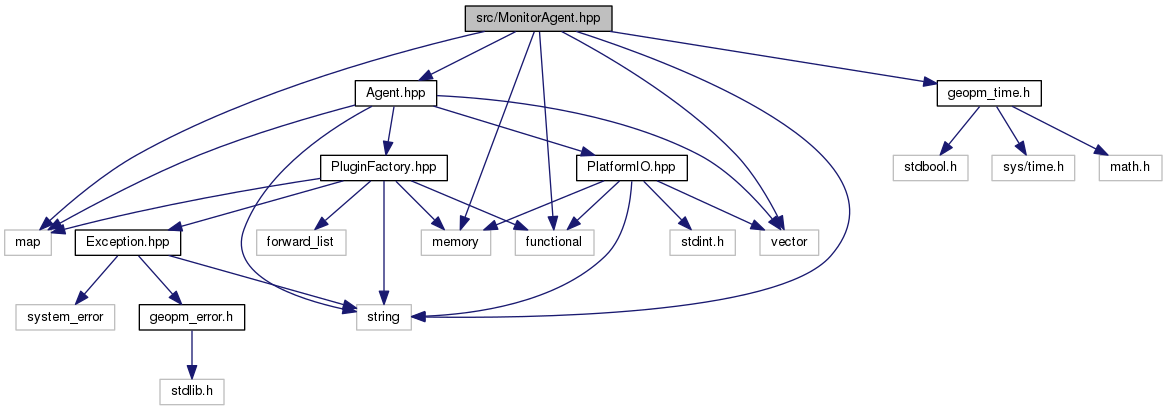 src/MonitorAgent.hpp
Agent.hpp
geopm_time.h
PluginFactory.hpp
PlatformIO.hpp
stdbool.h
sys/time.h
math.h
map
Exception.hpp
forward_list
memory
functional
stdint.h
vector
system_error
geopm_error.h
string
stdlib.h